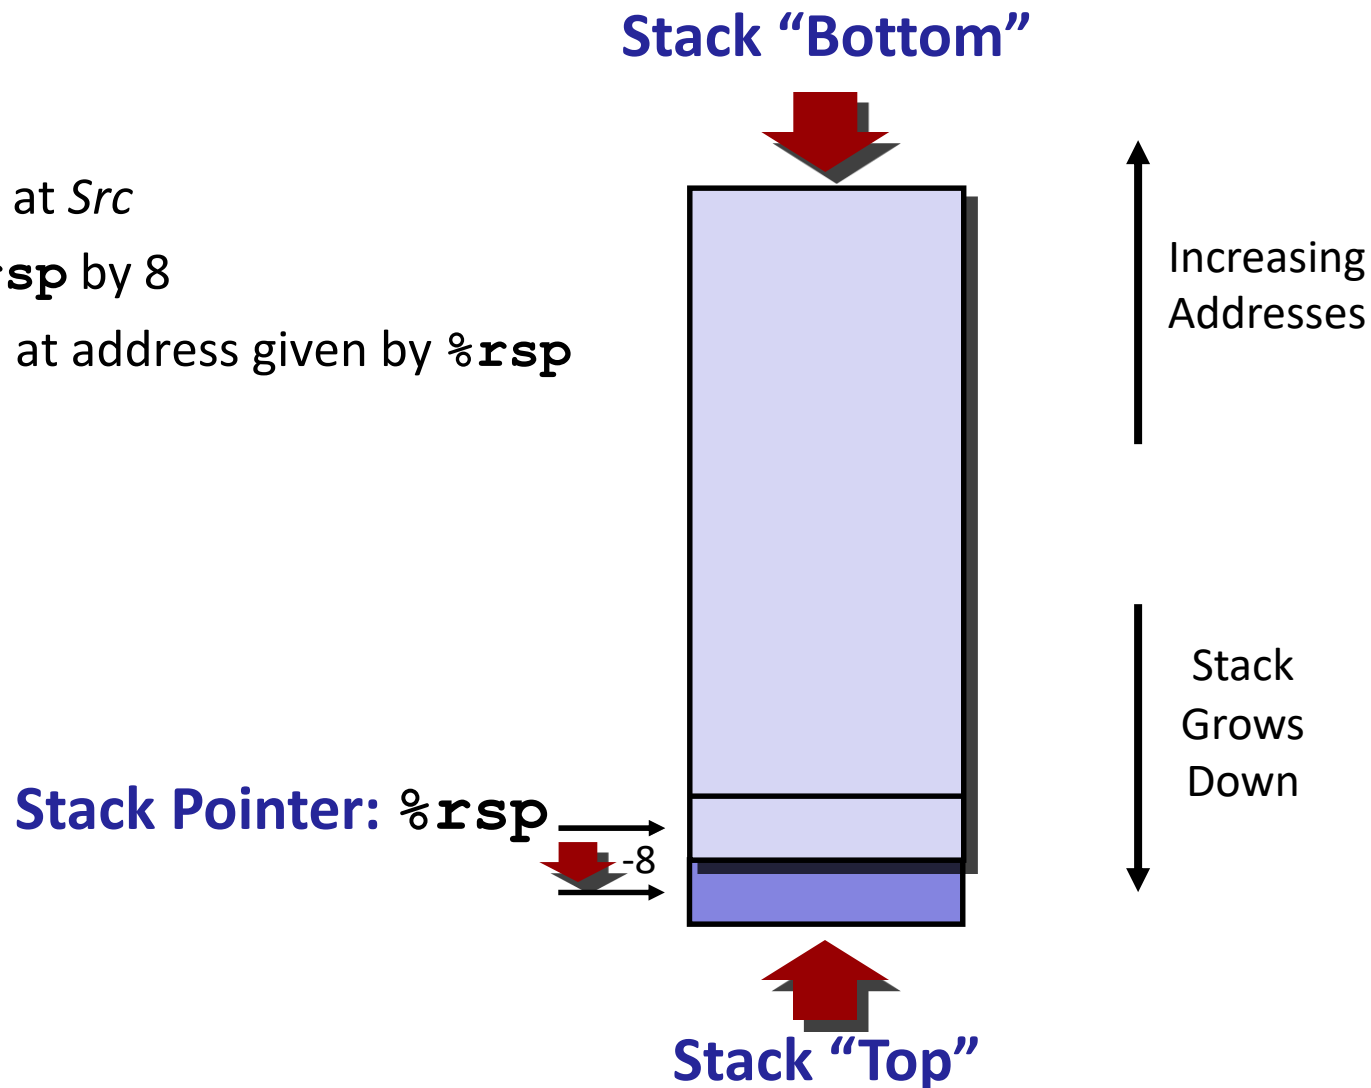 Stack “Bottom”
at Src
rsp by 8
at address given by %rsp
Increasing
Addresses
Stack
Grows
Down
Stack Pointer: %rsp
-8
Stack “Top”